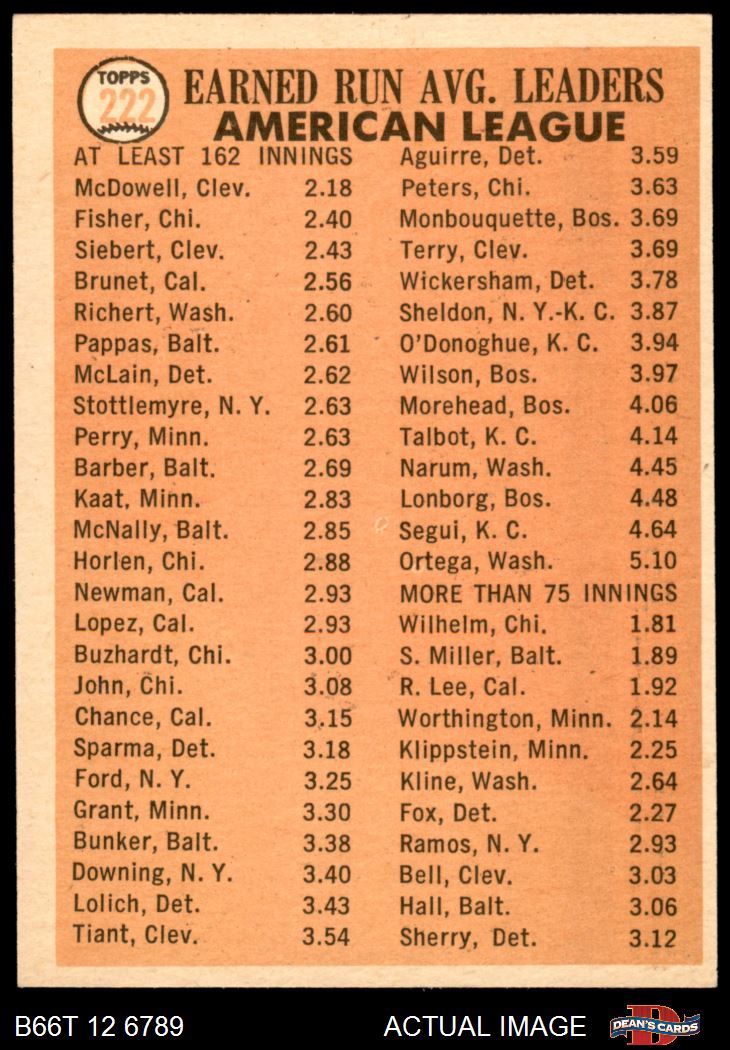 TOPPS
222
EARNED RUN AVG. LEADERS
AMERICAN LEAGUE
AT LEAST 162 INNINGS
McDowell, Clev. 2.18
Fisher, Chi. 2.40
Siebert, Clev. 2.43
Brunet, Cal. 2.56
Richert, Wash. 2.60
Pappas, Balt. 2.61
McLain, Det. 2.62
Stottlemyre, N. Y. 2.63
Perry, Minn. 2.63
Barber, Balt. 2.69
Kaat, Minn. 2.83
McNally, Balt. 2.85
Horlen, Chi. 2.88
Newman, Cal. 2.93
Lopez, Cal. 2.93
Buzhardt, Chi. 3.00
John, Chi. 3.08
Chance, Cal. 3.15
Sparma, Det. 3.18
Ford, N. Y. 3.25
Grant, Minn. 3.30
Bunker, Balt. 3.38
Downing, N. Y. 3.40
Lolich, Det. 3.43
Tiant, Clev. 3.54
Aguirre, Det. 3.59
Peters, Chi. 3.63
Monbouquette, Bos. 3.69
Terry, Clev. 3.69
Wickersham, Det. 3.78
Sheldon, N. Y.-K. C. 3.87
O'Donoghue, K. C. 3.94
Wilson, Bos. 3.97
Morehead, Bos. 4.06
Talbot, K. C. 4.14
Narum, Wash. 4.45
Lonborg, Bos. 4.48
Segui, K. C. 4.64
Ortega, Wash. 5.10
MORE THAN 75 INNINGS
Wilhelm, Chi. 1.81
S. Miller, Balt. 1.89
R. Lee, Cal. 1.92
Worthington, Minn. 2.14
Klippstein, Minn. 2.25
Kline, Wash. 2.64
Fox, Det. 2.27
Ramos, N. Y. 2.93
Bell, Clev. 3.03
Hall, Balt. 3.06
Sherry, Det. 3.12
B66T 12 6789
ACTUAL IMAGE
DEAN'S CARDS